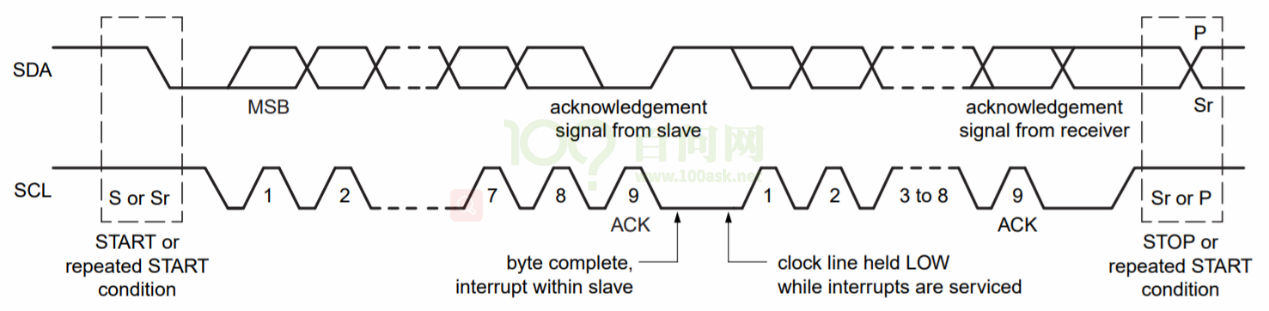 P
SDA
MSB
acknowledgement
signal from slave
acknowledgement
signal from receiver
Sr
100 百问网
www.100ask.net
SCL
S or Sr
1
2
7
8
9
1
2
3 to 8
9
Sr or P
ACK
ACK
START or
repeated START
condition
byte complete,
interrupt within slave
clock line held LOW
while interrupts are serviced
STOP or
repeated START
condition